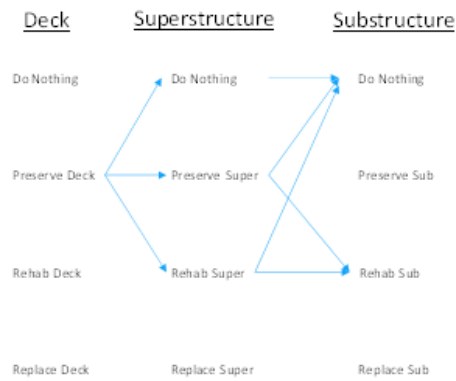 Deck Superstructure Substructure
Do Nothing Do Nothing Do Nothing
Preserve Deck Preserve Super Preserve Sub
Rehab Deck Rehab Super Rehab Sub
Replace Deck Replace Super Replace Sub